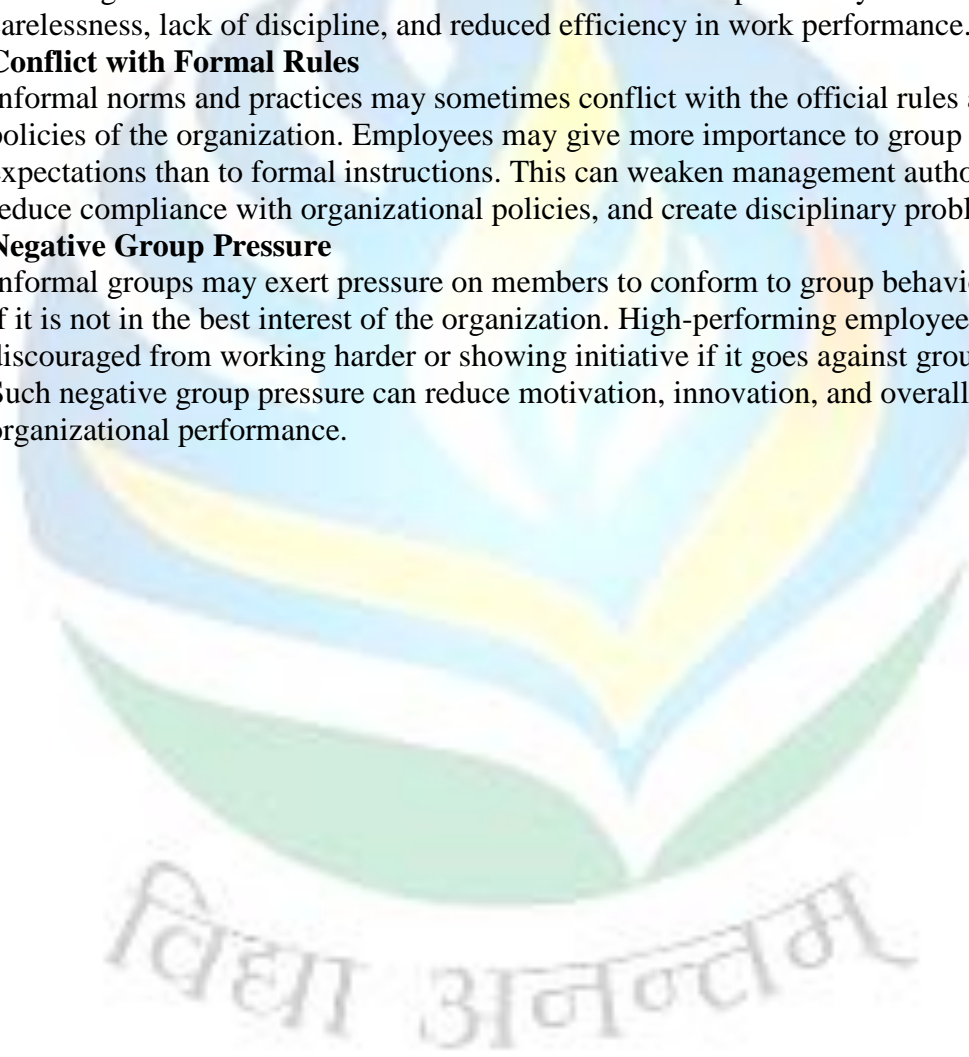 arelessness, lack of discipline, and reduced efficiency in work performance.
Conflict with Formal Rules
nformal norms and practices may sometimes conflict with the official rules a
policies of the organization. Employees may give more importance to group
xpectations than to formal instructions. This can weaken management autho
educe compliance with organizational policies, and create disciplinary probl
Negative Group Pressure
nformal groups may exert pressure on members to conform to group behavi
f it is not in the best interest of the organization. High-performing employee
discouraged from working harder or showing initiative if it goes against grou
Such negative group pressure can reduce motivation, innovation, and overall
organizational performance.
विद्या अनन्तम्